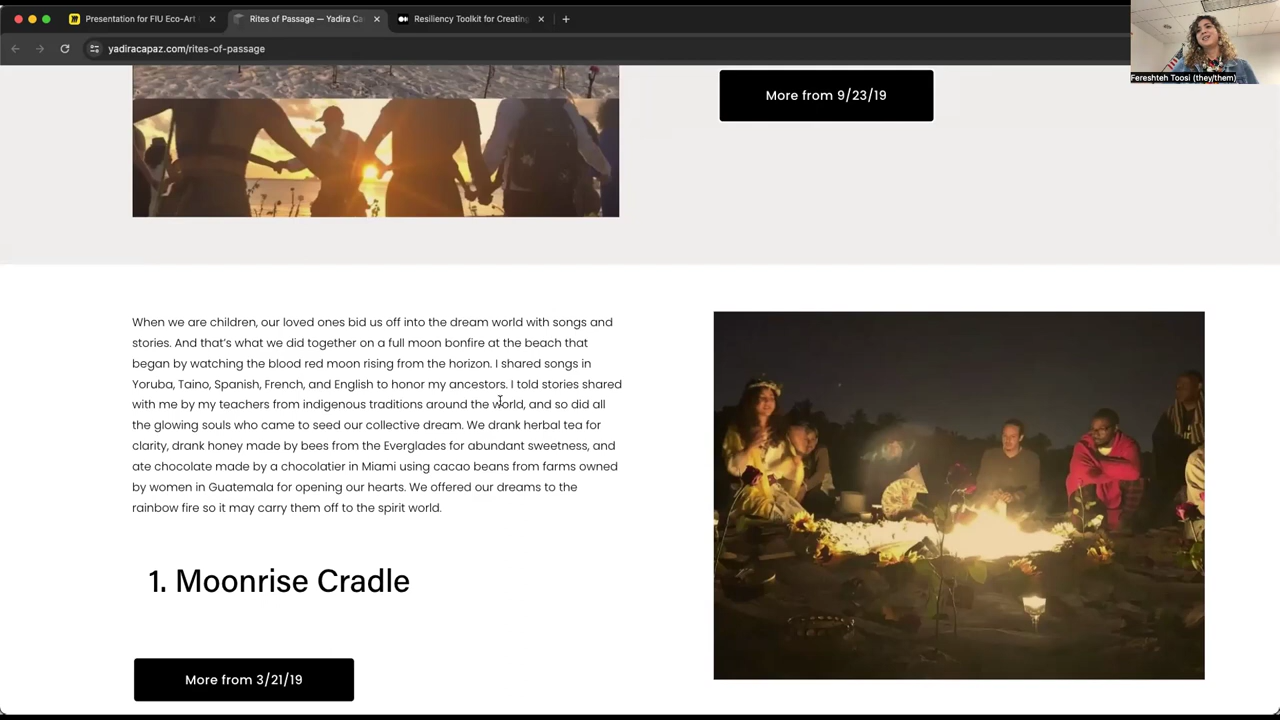 Presentation for FIU Eco-Art
Rites of Passage — Yadira Ca
Resiliency Toolkit for Creating
yadiracapaz.com/rites-of-passage
Fereshteh Toosi (they/them)
More from 9/23/19
When we are children, our loved ones bid us off into the dream world with songs and
stories. And that's what we did together on a full moon bonfire at the beach that
began by watching the blood red moon rising from the horizon. I shared songs in
Yoruba, Taino, Spanish, French, and English to honor my ancestors. I told stories shared
with me by my teachers from indigenous traditions around the world, and so did all
the glowing souls who came to seed our collective dream. We drank herbal tea for
clarity, drank honey made by bees from the Everglades for abundant sweetness, and
ate chocolate made by a chocolatier in Miami using cacao beans from farms owned
by women in Guatemala for opening our hearts. We offered our dreams to the
rainbow fire so it may carry them off to the spirit world.
1. Moonrise Cradle
More from 3/21/19